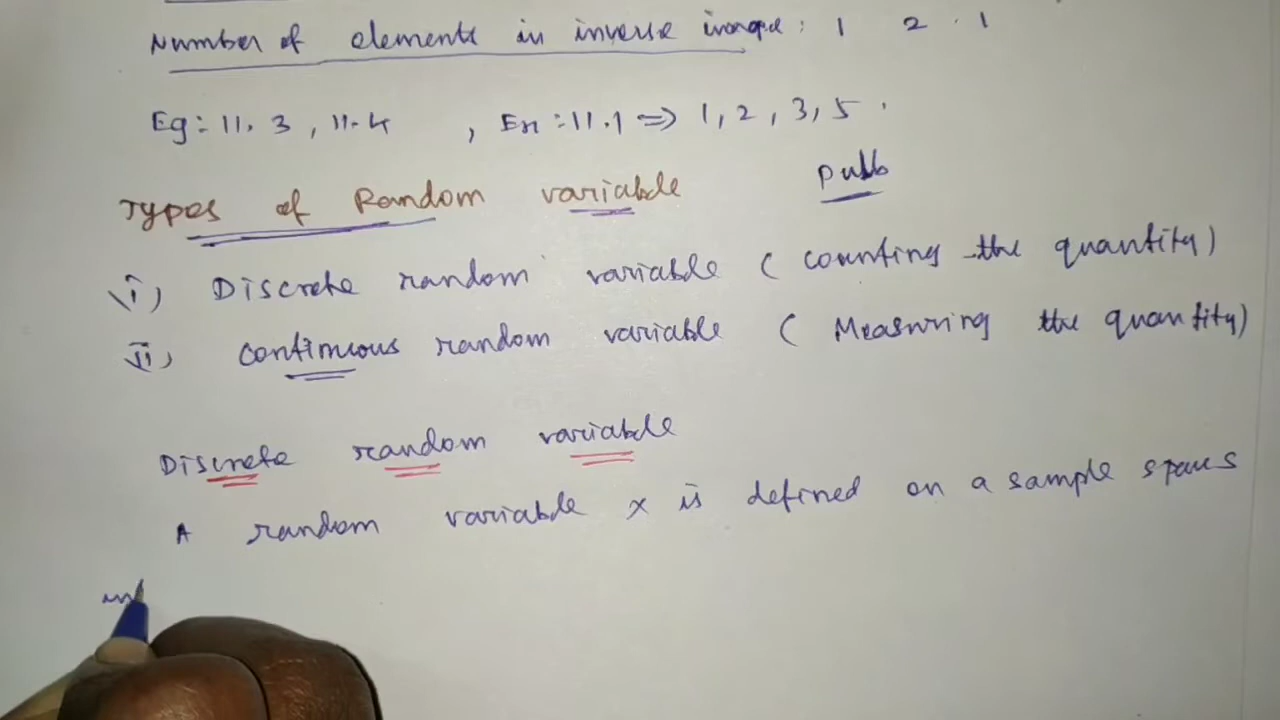 Number of elements in inverse image : 1 2 . 1
Eg : 11.3 , 11.4 , Ex : 11.1 => 1, 2, 3, 5 .
Types of Random variable
i) Discrete random variable ( counting the quantity)
ii) continuous random variable ( Measuring the quantity)
Discrete random variable
A random variable x is defined on a sample spaces